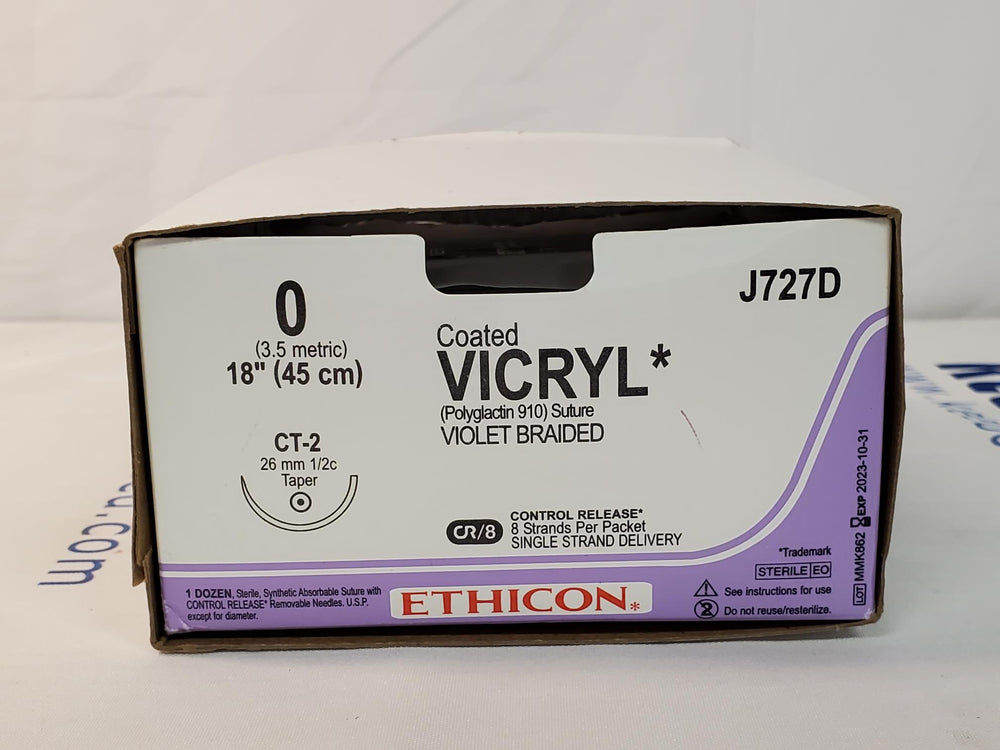 J727D
0
(3.5 metric)
18" (45 cm)
Coated
VICRYL*
(Polyglactin 910) Suture
VIOLET BRAIDED
CT-2
26 mm 1/2c
Taper
CR/8
CONTROL RELEASE*
8 Strands Per Packet
SINGLE STRAND DELIVERY
*Trademark
STERILE EO
See instructions for use
Do not reuse/resterilize.
LOT MMK862 EXP 2023-10-31
1 DOZEN, Sterile, Synthetic Absorbable Suture with
CONTROL RELEASE* Removable Needles. U.S.P.
except for diameter.
ETHICON*